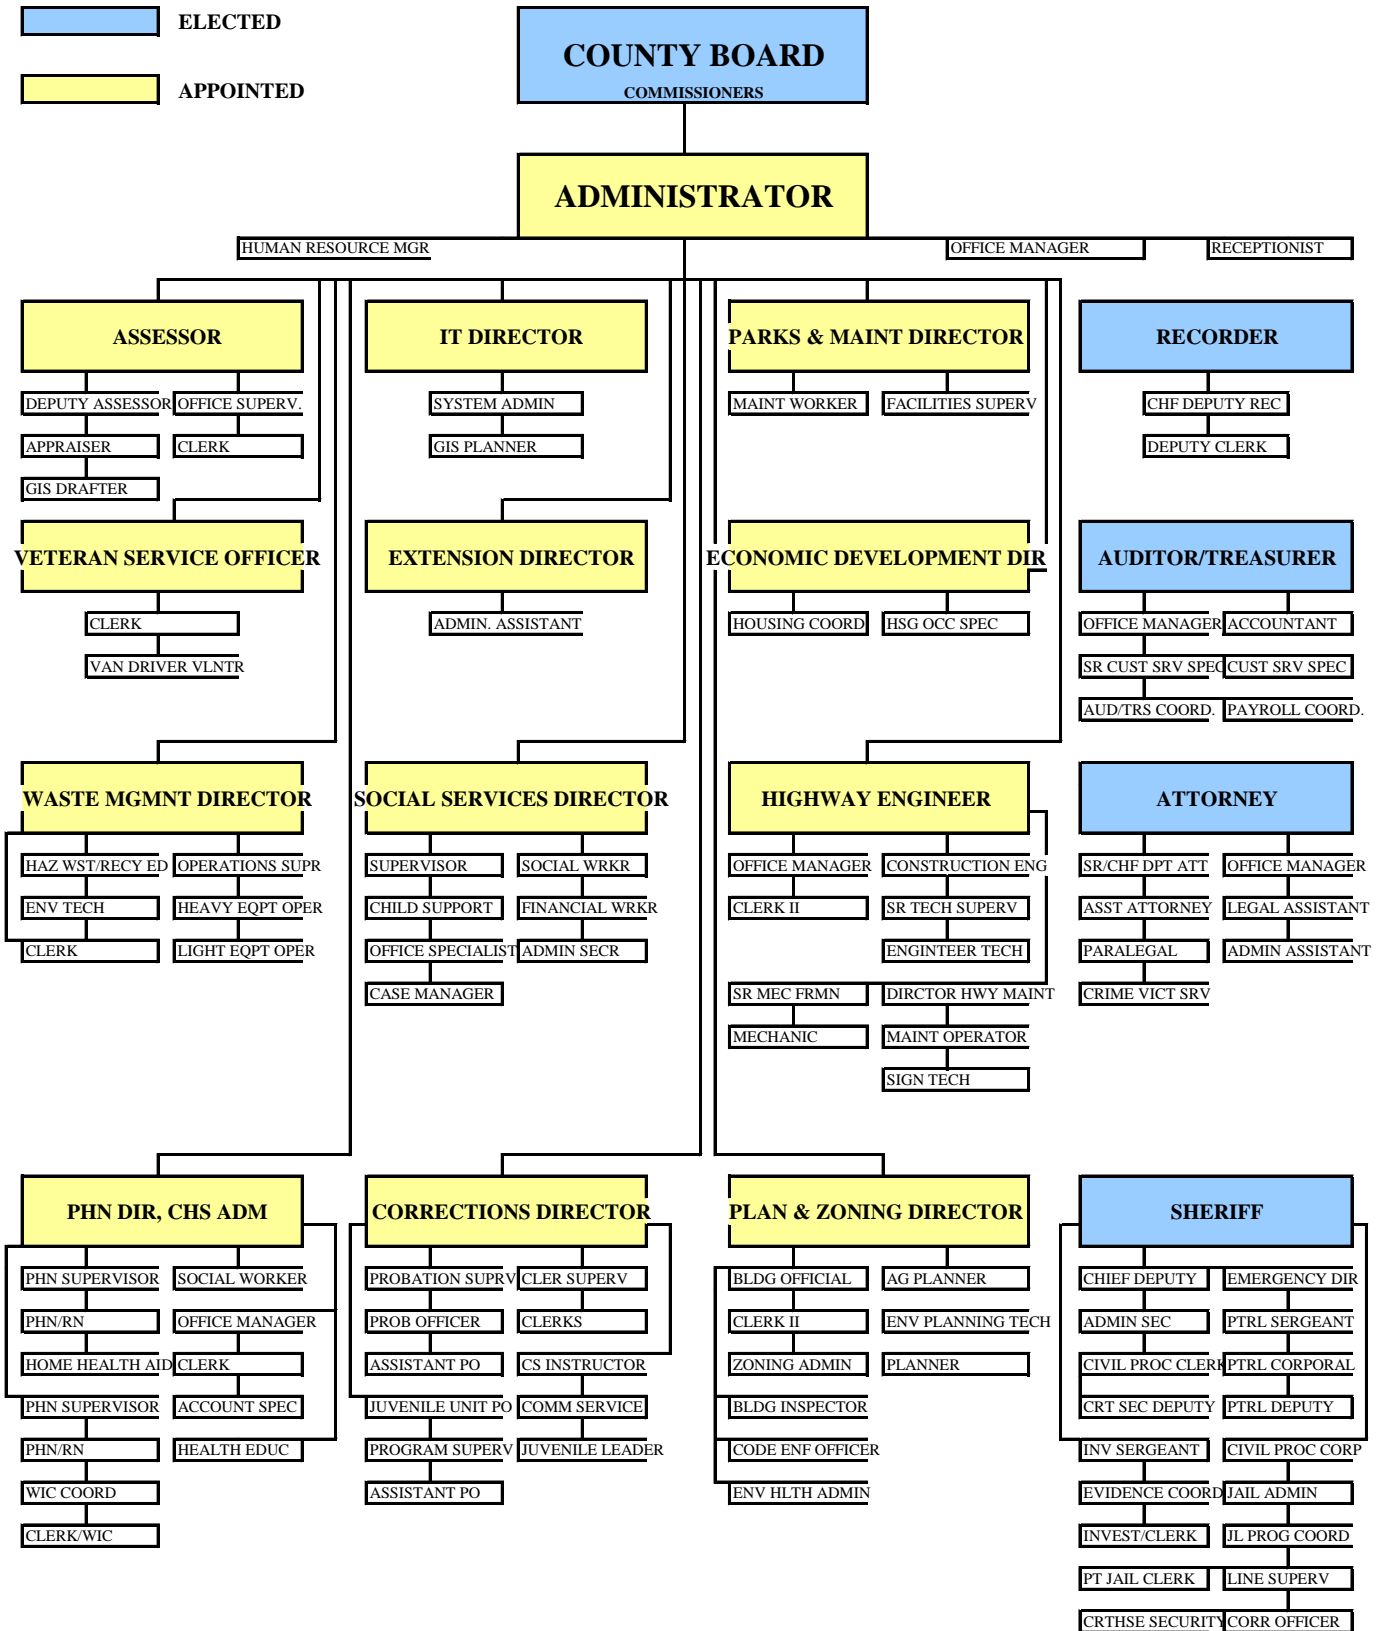 ELECTED
COUNTY BOARD
COMMISSIONERS
APPOINTED
ADMINISTRATOR
HUMAN RESOURCE MGR
OFFICE MANAGER
RECEPTIONIST
ASSESSOR
DEPUTY ASSESSOR
OFFICE SUPERV.
APPRAISER
CLERK
GIS DRAFTER
IT DIRECTOR
SYSTEM ADMIN
GIS PLANNER
PARKS & MAINT DIRECTOR
MAINT WORKER
FACILITIES SUPERV
RECORDER
CHF DEPUTY REC
DEPUTY CLERK
VETERAN SERVICE OFFICER
CLERK
VAN DRIVER VLNTR
EXTENSION DIRECTOR
ADMIN. ASSISTANT
ECONOMIC DEVELOPMENT DIR
HOUSING COORD
HSG OCC SPEC
AUDITOR/TREASURER
OFFICE MANAGER
ACCOUNTANT
SR CUST SRV SPEC
CUST SRV SPEC
AUD/TRS COORD.
PAYROLL COORD.
WASTE MGMNT DIRECTOR
HAZ WST/RECY ED
OPERATIONS SUPR
ENV TECH
HEAVY EQPT OPER
CLERK
LIGHT EQPT OPER
SOCIAL SERVICES DIRECTOR
SUPERVISOR
SOCIAL WRKR
CHILD SUPPORT
FINANCIAL WRKR
OFFICE SPECIALIST
ADMIN SECR
CASE MANAGER
HIGHWAY ENGINEER
OFFICE MANAGER
CONSTRUCTION ENG
CLERK II
SR TECH SUPERV
ENGINTEER TECH
SR MEC FRMN
DIRCTOR HWY MAINT
MECHANIC
MAINT OPERATOR
SIGN TECH
ATTORNEY
SR/CHF DPT ATT
OFFICE MANAGER
ASST ATTORNEY
LEGAL ASSISTANT
PARALEGAL
ADMIN ASSISTANT
CRIME VICT SRV
PHN DIR, CHS ADM
PHN SUPERVISOR
SOCIAL WORKER
PHN/RN
OFFICE MANAGER
HOME HEALTH AID
CLERK
PHN SUPERVISOR
ACCOUNT SPEC
PHN/RN
HEALTH EDUC
WIC COORD
CLERK/WIC
CORRECTIONS DIRECTOR
PROBATION SUPRV
CLER SUPERV
PROB OFFICER
CLERKS
ASSISTANT PO
CS INSTRUCTOR
JUVENILE UNIT PO
COMM SERVICE
PROGRAM SUPERV
JUVENILE LEADER
ASSISTANT PO
PLAN & ZONING DIRECTOR
BLDG OFFICIAL
AG PLANNER
CLERK II
ENV PLANNING TECH
ZONING ADMIN
PLANNER
BLDG INSPECTOR
CODE ENF OFFICER
ENV HLTH ADMIN
SHERIFF
CHIEF DEPUTY
EMERGENCY DIR
ADMIN SEC
PTRL SERGEANT
CIVIL PROC CLERK
PTRL CORPORAL
CRT SEC DEPUTY
PTRL DEPUTY
INV SERGEANT
CIVIL PROC CORP
EVIDENCE COORD
JAIL ADMIN
INVEST/CLERK
JL PROG COORD
PT JAIL CLERK
LINE SUPERV
CRTHSE SECURITY
CORR OFFICER